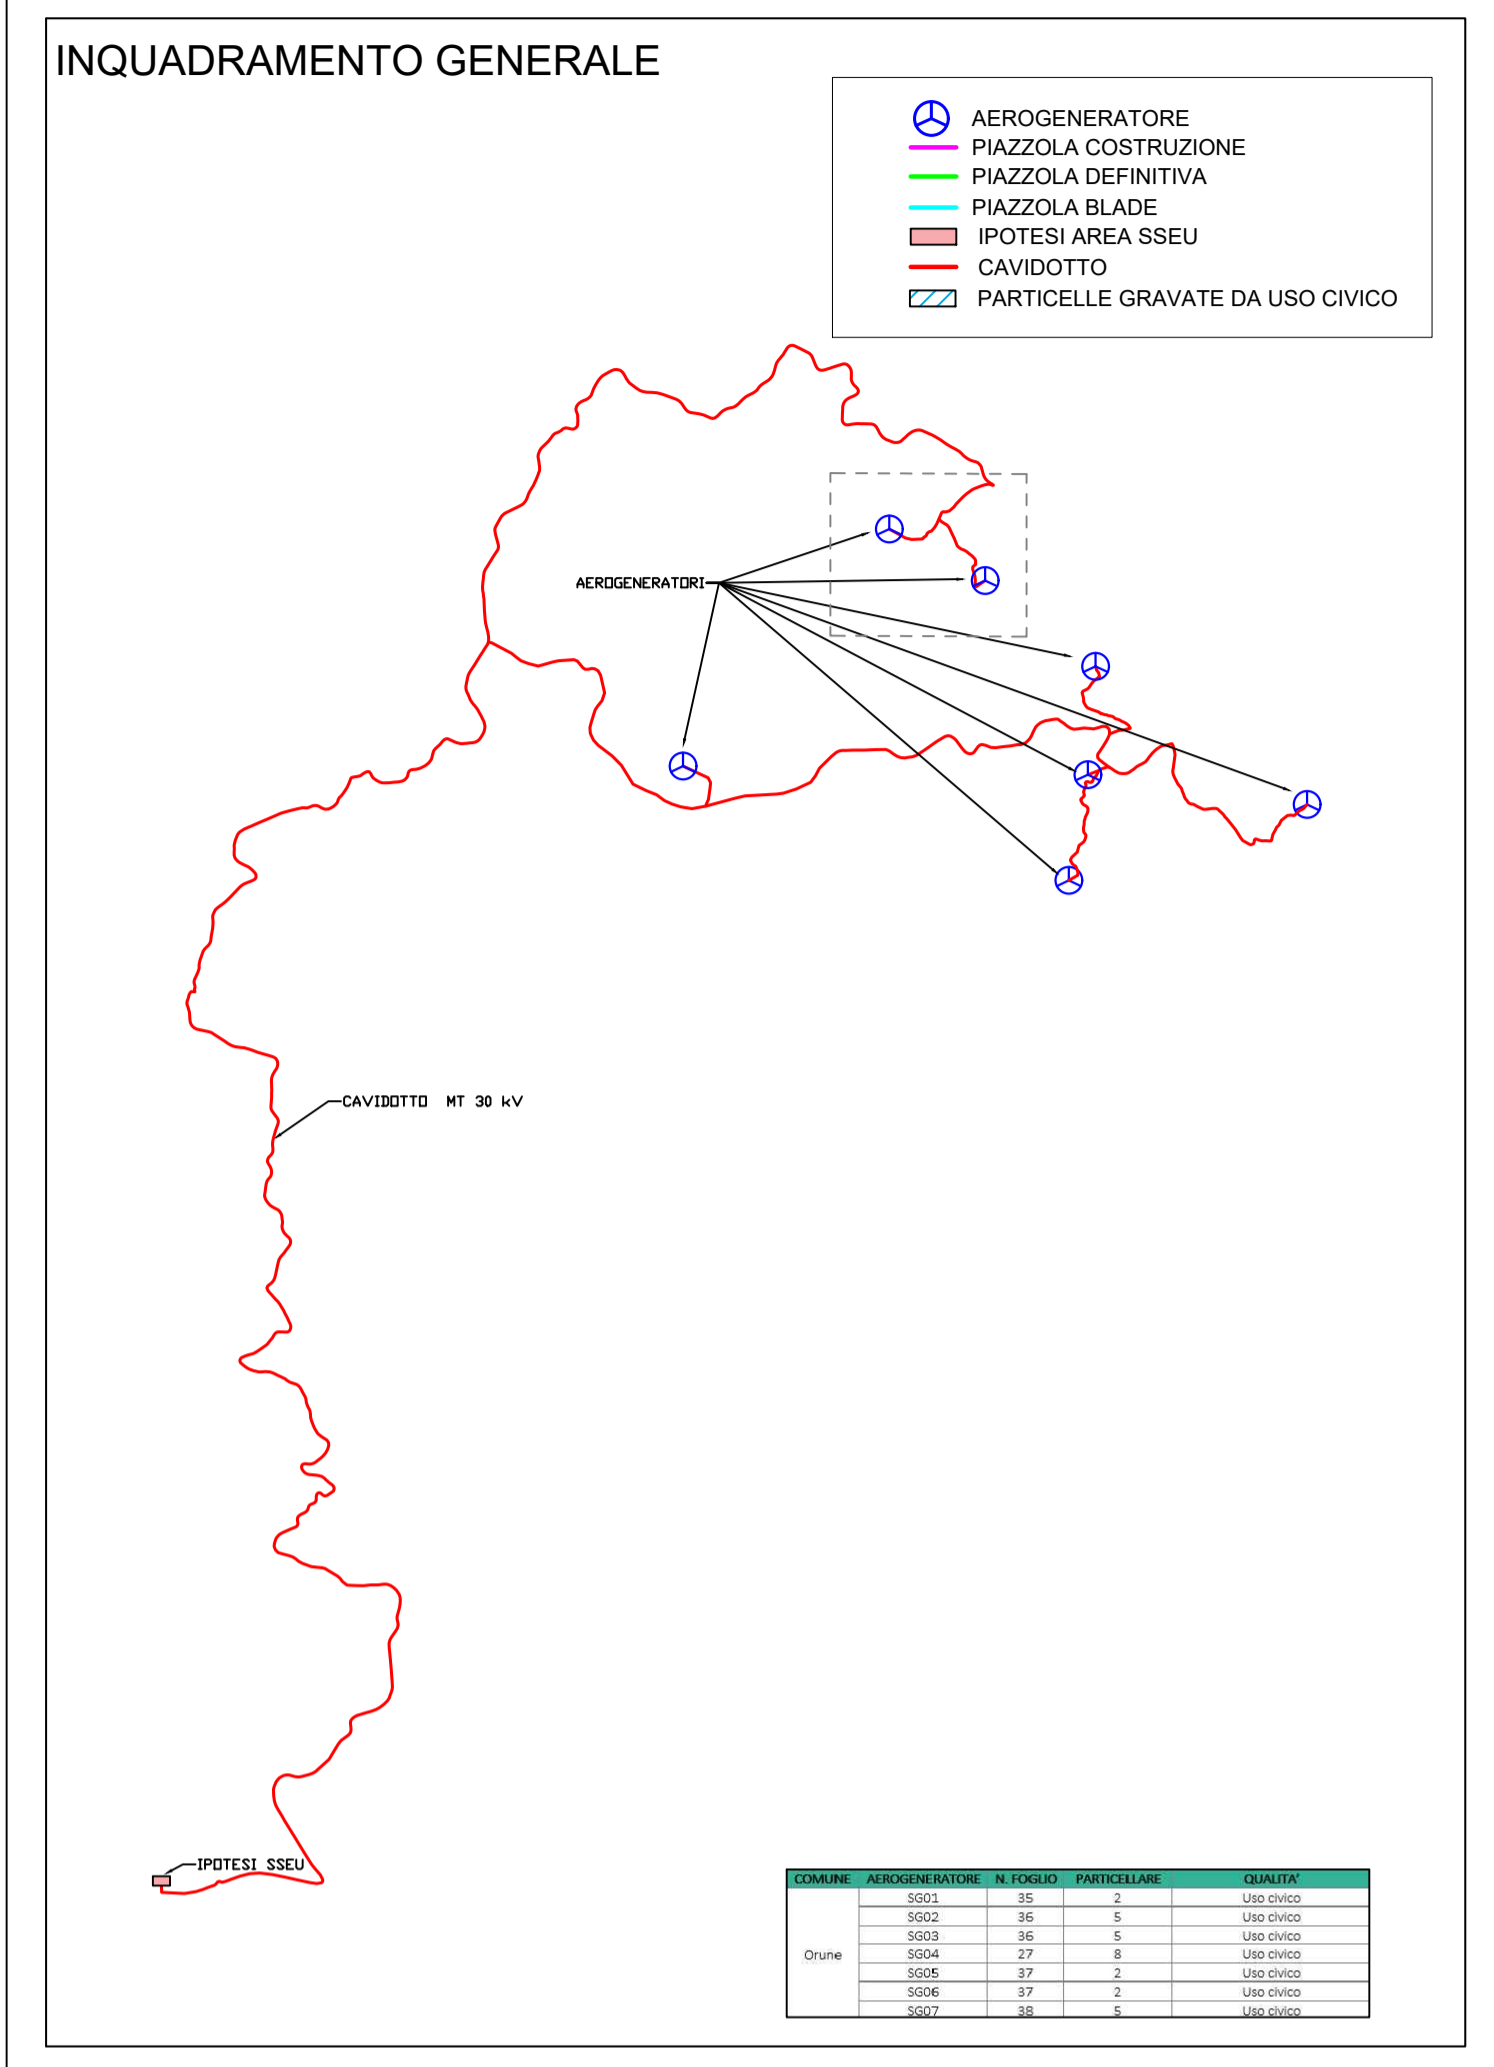 INQUADRAMENTO GENERALE
AEROGENERATORE
PIAZZOLA COSTRUZIONE
PIAZZOLA DEFINITIVA
PIAZZOLA BLADE
IPOTESI AREA SSEU
CAVIDOTTO
PARTICELLE GRAVATE DA USO CIVICO
AEROGENERATORI
CAVIDOTTO MT 30 kV
IPOTESI SSEU
COMUNE AEROGENERATORE N. FOGLIO PARTICELLARE QUALITA'
SG01 35 2 Uso civico
SG02 36 5 Uso civico
SG03 36 5 Uso civico
Orune SG04 27 8 Uso civico
SG05 37 2 Uso civico
SG06 37 2 Uso civico
SG07 38 5 Uso civico